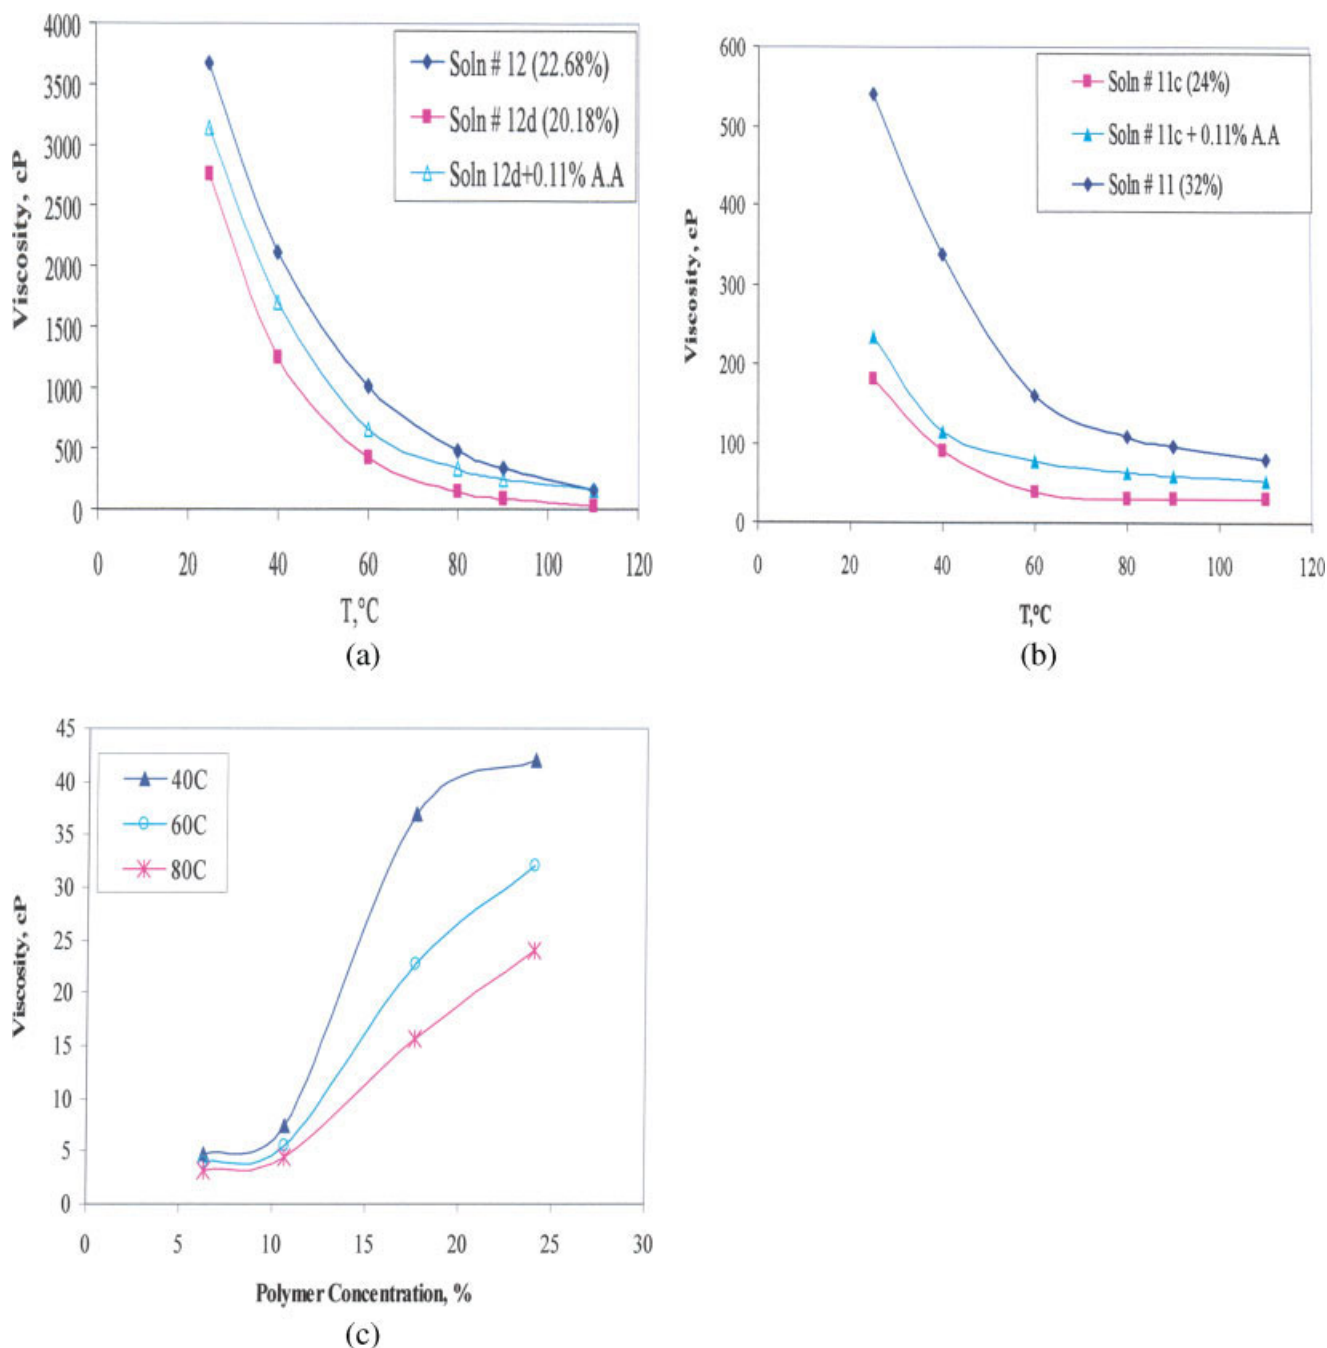 4000
3500
3000
2500
2000
1500
1000
500
0
Viscosity, cP
Soln # 12 (22.68%)
Soln # 12d (20.18%)
Soln 12d+0.11% A.A
0 20 40 60 80 100 120
T,°C
(a)
600
500
400
300
200
100
0
Viscosity, cP
Soln # 11c (24%)
Soln # 11c + 0.11% A.A
Soln # 11 (32%)
0 20 40 60 80 100 120
T,°C
(b)
45
40
35
30
25
20
15
10
5
0
Viscosity, cP
40C
60C
80C
0 5 10 15 20 25 30
Polymer Concentration, %
(c)